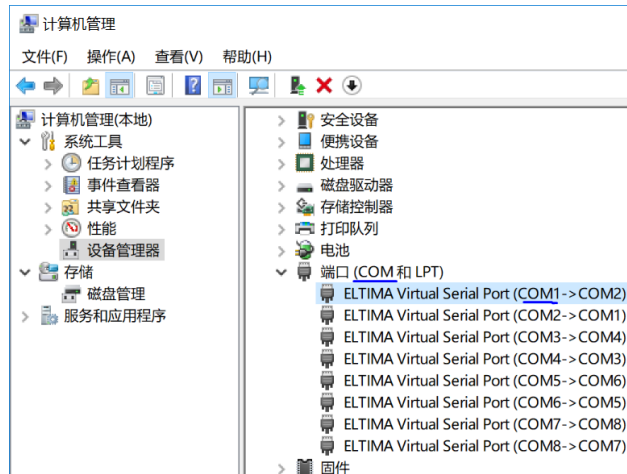 计算机管理
文件(F) 操作(A) 查看(V) 帮助(H)
计算机管理(本地)
系统工具
任务计划程序
事件查看器
共享文件夹
性能
设备管理器
存储
磁盘管理
服务和应用程序
安全设备
便携设备
处理器
磁盘驱动器
存储控制器
打印队列
电池
端口 (COM 和 LPT)
ELTIMA Virtual Serial Port (COM1->COM2)
ELTIMA Virtual Serial Port (COM2->COM1)
ELTIMA Virtual Serial Port (COM3->COM4)
ELTIMA Virtual Serial Port (COM4->COM3)
ELTIMA Virtual Serial Port (COM5->COM6)
ELTIMA Virtual Serial Port (COM6->COM5)
ELTIMA Virtual Serial Port (COM7->COM8)
ELTIMA Virtual Serial Port (COM8->COM7)
固件